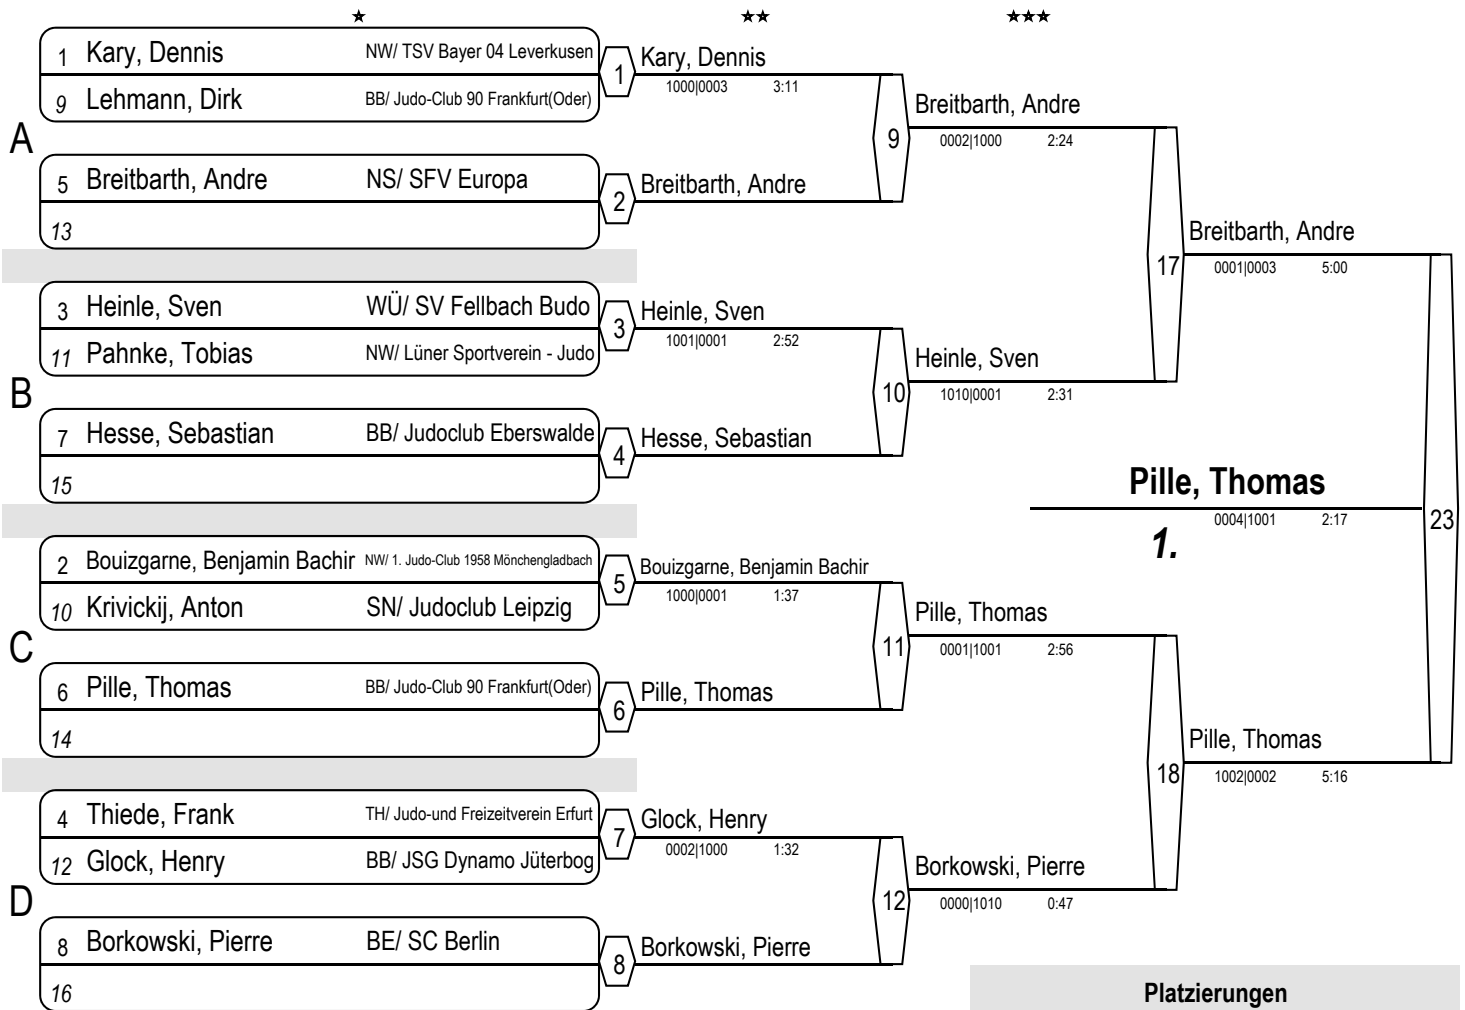 1 Kary, Dennis NW/ TSV Bayer 04 Leverkusen
9 Lehmann, Dirk BB/ Judo-Club 90 Frankfurt(Oder)
A
5 Breitbarth, Andre NS/ SFV Europa
13
3 Heinle, Sven WÜ/ SV Fellbach Budo
11 Pahnke, Tobias NW/ Lüner Sportverein - Judo
B
7 Hesse, Sebastian BB/ Judoclub Eberswalde
15
2 Bouizgarne, Benjamin Bachir NW/ 1. Judo-Club 1958 Mönchengladbach
10 Krivickij, Anton SN/ Judoclub Leipzig
C
6 Pille, Thomas BB/ Judo-Club 90 Frankfurt(Oder)
14
4 Thiede, Frank TH/ Judo-und Freizeitverein Erfurt
12 Glock, Henry BB/ JSG Dynamo Jüterbog
D
8 Borkowski, Pierre BE/ SC Berlin
16
1 Kary, Dennis
1000|0003 3:11
2 Breitbarth, Andre
3 Heinle, Sven
1001|0001 2:52
4 Hesse, Sebastian
5 Bouizgarne, Benjamin Bachir
1000|0001 1:37
6 Pille, Thomas
7 Glock, Henry
0002|1000 1:32
8 Borkowski, Pierre
9 Breitbarth, Andre
0002|1000 2:24
10 Heinle, Sven
1010|0001 2:31
11 Pille, Thomas
0001|1001 2:56
12 Borkowski, Pierre
0000|1010 0:47
17 Breitbarth, Andre
0001|0003 5:00
18 Pille, Thomas
1002|0002 5:16
23
Pille, Thomas
0004|1001 2:17
1.
Platzierungen